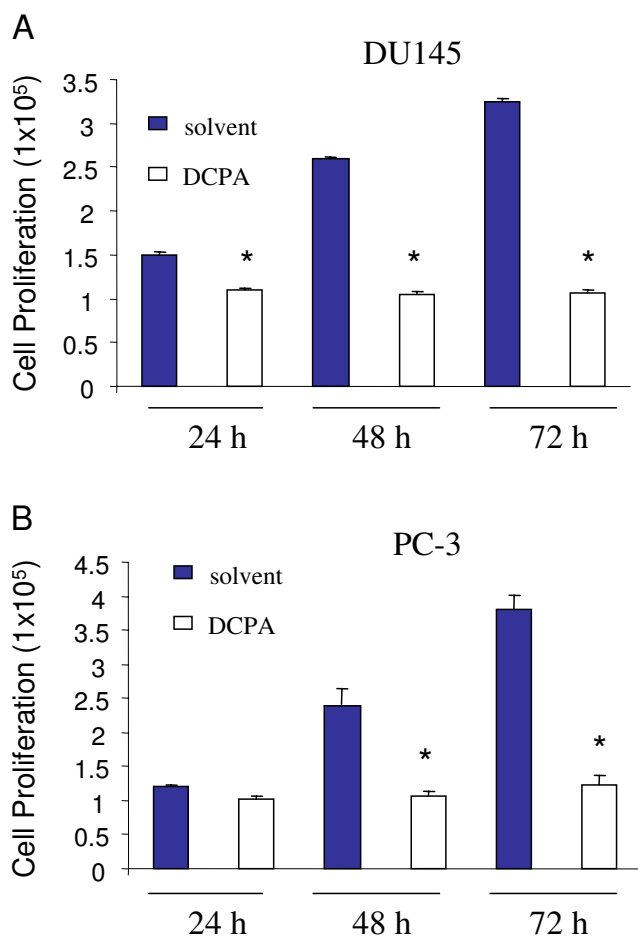 A
DU145
Cell Proliferation (1x10⁵)
3.5
3
2.5
2
1.5
1
0.5
0
solvent
DCPA
*
*
*
24 h
48 h
72 h
B
PC-3
Cell Proliferation (1x10⁵)
4.5
4
3.5
3
2.5
2
1.5
1
0.5
0
solvent
DCPA
*
*
24 h
48 h
72 h